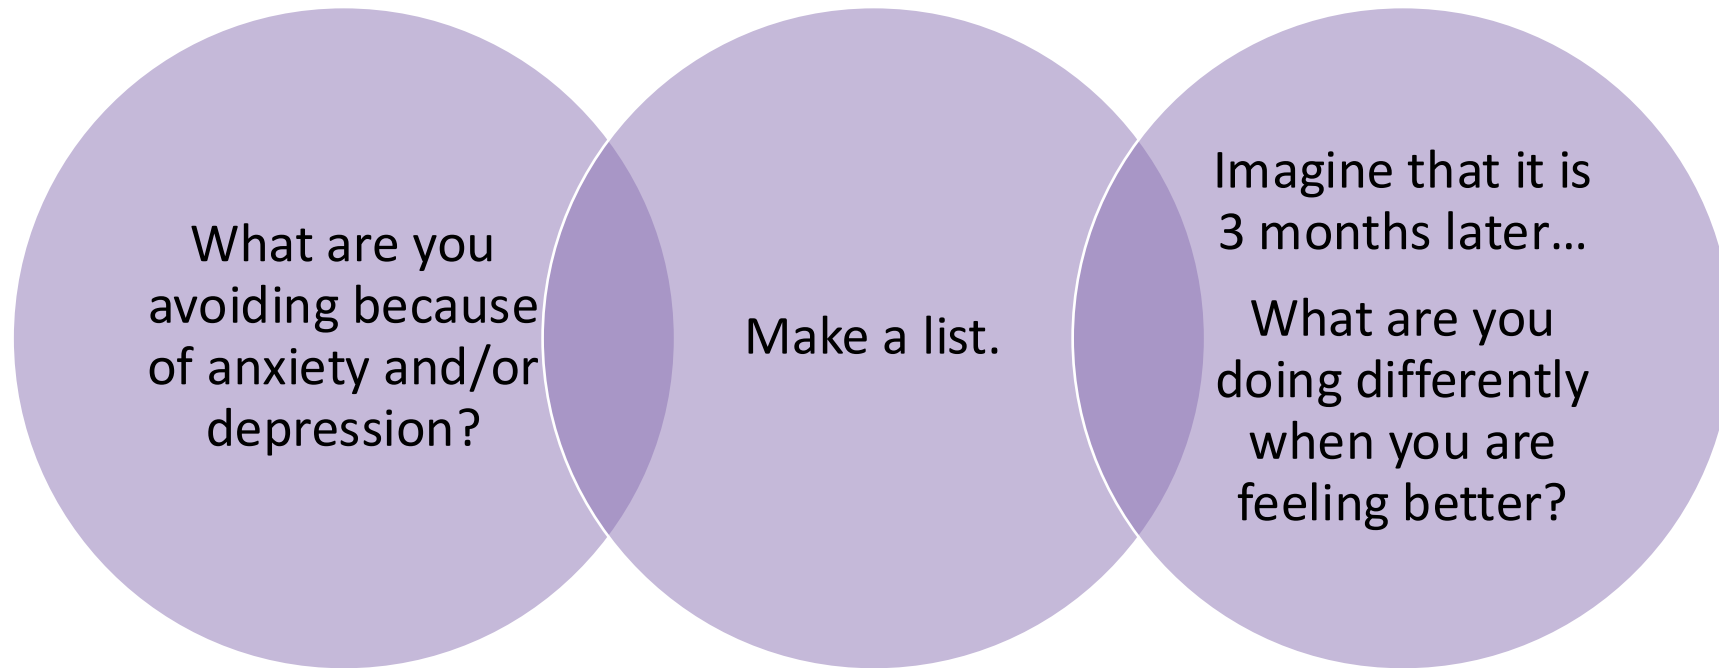 What are you
avoiding because
of anxiety and/or
depression?
Make a list.
Imagine that it is
3 months later…
What are you
doing differently
when you are
feeling better?